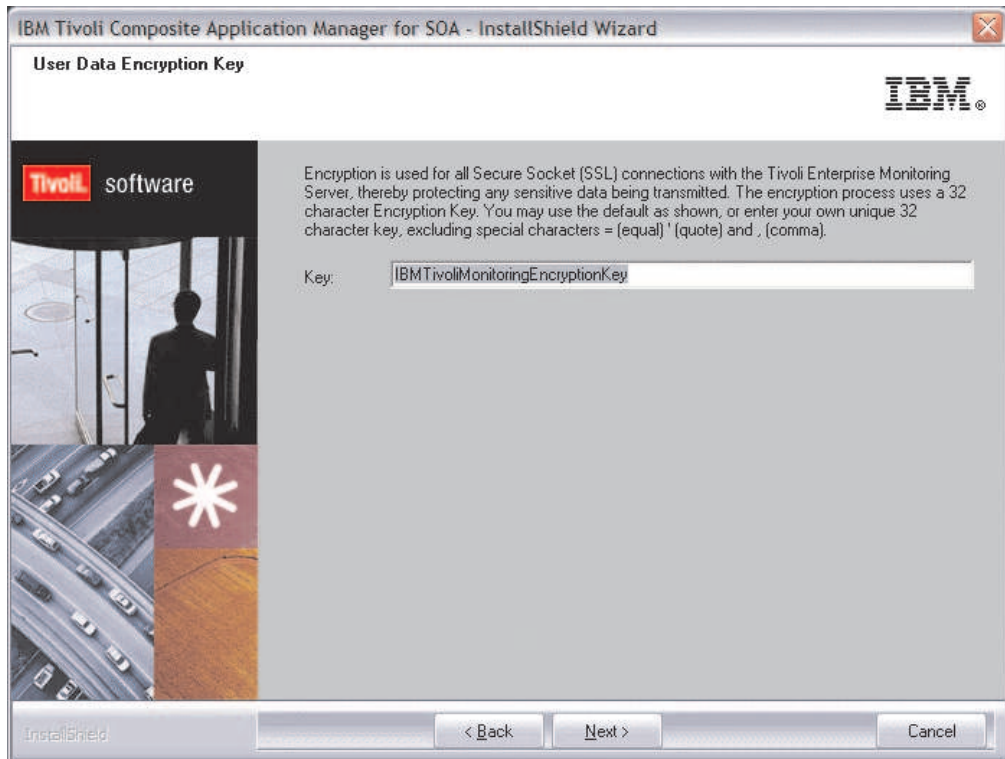 IBM Tivoli Composite Application Manager for SOA - InstallShield Wizard
User Data Encryption Key
IBM®
Tivoli. software
Encryption is used for all Secure Socket (SSL) connections with the Tivoli Enterprise Monitoring
Server, thereby protecting any sensitive data being transmitted. The encryption process uses a 32
character Encryption Key. You may use the default as shown, or enter your own unique 32
character key, excluding special characters = (equal) ' (quote) and , (comma).
Key: IBMTivoliMonitoringEncryptionKey
InstallShield
< Back Next > Cancel